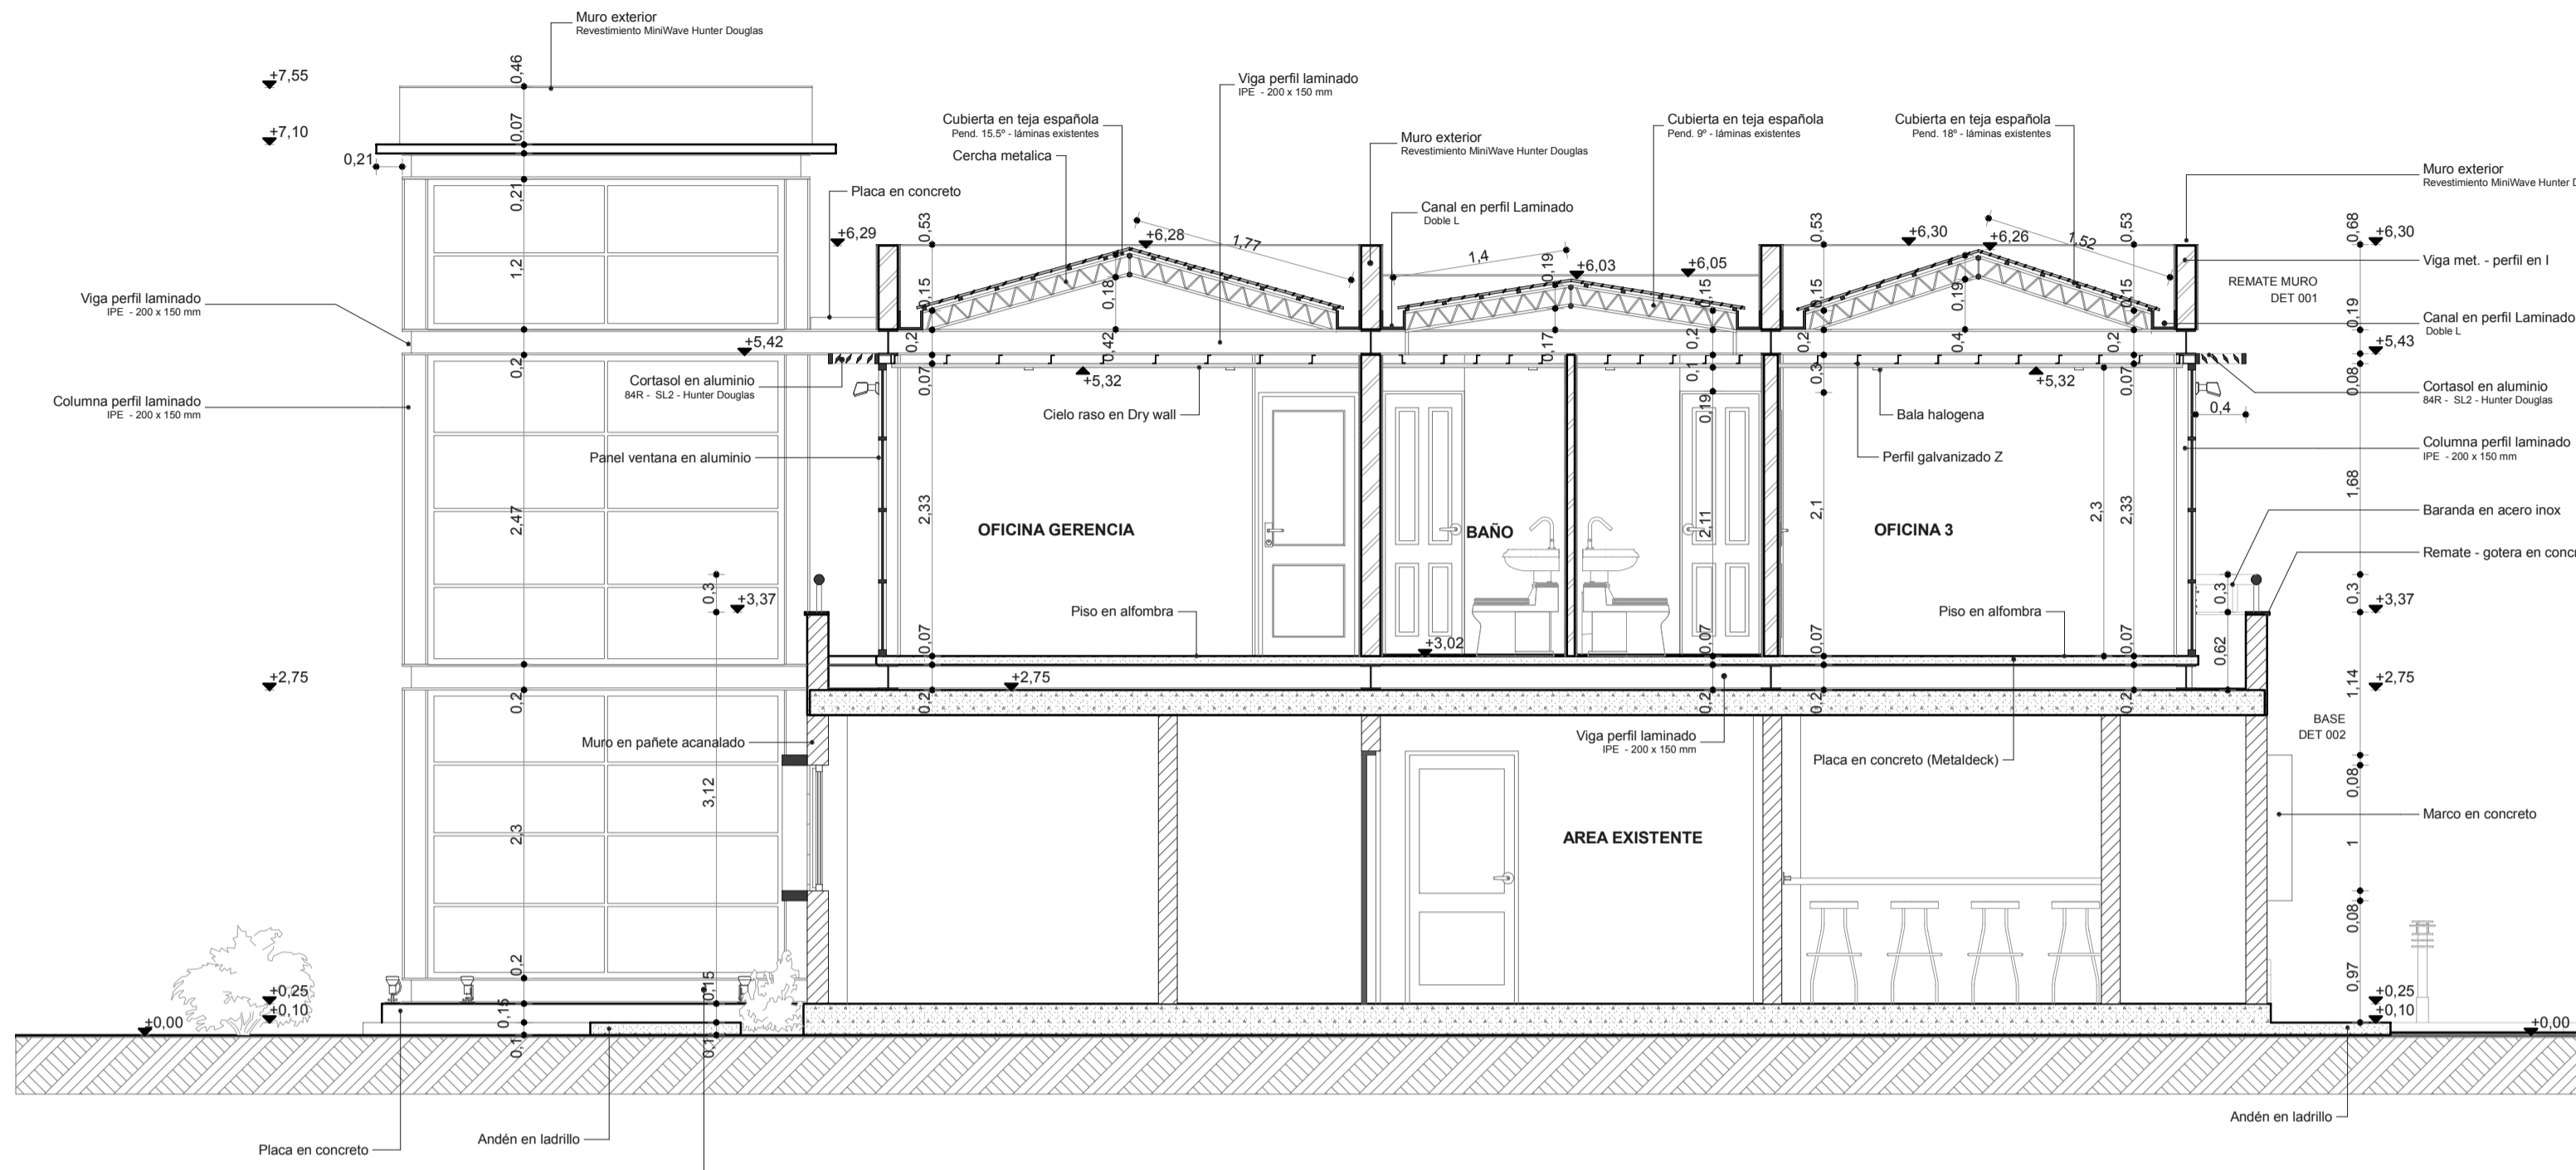 Muro exterior
Revestimiento MiniWave Hunter Douglas
+7,55
0,46
Viga perfil laminado
IPE - 200 x 150 mm
+7,10
0,07
0,21
Cubierta en teja española
Pend. 15.5º - láminas existentes
Cercha metalica
Muro exterior
Revestimiento MiniWave Hunter Douglas
Cubierta en teja española
Pend. 9º - láminas existentes
Cubierta en teja española
Pend. 18º - láminas existentes
Muro exterior
Revestimiento MiniWave Hunter
Placa en concreto
0,21
Canal en perfil Laminado
Doble L
+6,29
0,53
+6,28
1,77
1,4
0,19
+6,03
+6,05
0,53
+6,30
+6,26
1,52
0,53
0,68
+6,30
Viga met. - perfil en I
REMATE MURO
DET 001
1,2
0,15
0,18
0,15
0,15
0,19
0,15
0,19
Viga perfil laminado
IPE - 200 x 150 mm
Canal en perfil Laminado
Doble L
+5,42
0,2
0,2
0,42
0,17
0,2
0,2
0,4
0,2
+5,43
Cortasol en aluminio
84R - SL2 - Hunter Douglas
0,07
+5,32
0,1
0,3
+5,32
0,07
0,08
Cortasol en aluminio
84R - SL2 - Hunter Douglas
Columna perfil laminado
IPE - 200 x 150 mm
Cielo raso en Dry wall
0,19
Bala halogena
0,4
Panel ventana en aluminio
Perfil galvanizado Z
Columna perfil laminado
IPE - 200 x 150 mm
2,47
2,33
OFICINA GERENCIA
BAÑO
2,11
2,1
OFICINA 3
2,3
2,33
1,68
Baranda en acero inox
Remate - gotera en
0,3
+3,37
Piso en alfombra
Piso en alfombra
0,3
0,3
+3,37
0,07
+3,02
0,07
0,07
0,07
0,62
+2,75
0,2
+2,75
0,2
0,2
0,2
0,2
1,14
+2,75
Muro en pañete acanalado
Viga perfil laminado
IPE - 200 x 150 mm
BASE
DET 002
Placa en concreto (Metaldeck)
3,12
0,08
2,3
AREA EXISTENTE
1
Marco en concreto
0,08
0,2
0,15
0,97
+0,25
+0,10
0,15
+0,25
+0,10
+0,00
0,1
0,1
+0,00
Andén en ladrillo
Andén en ladrillo
Placa en concreto